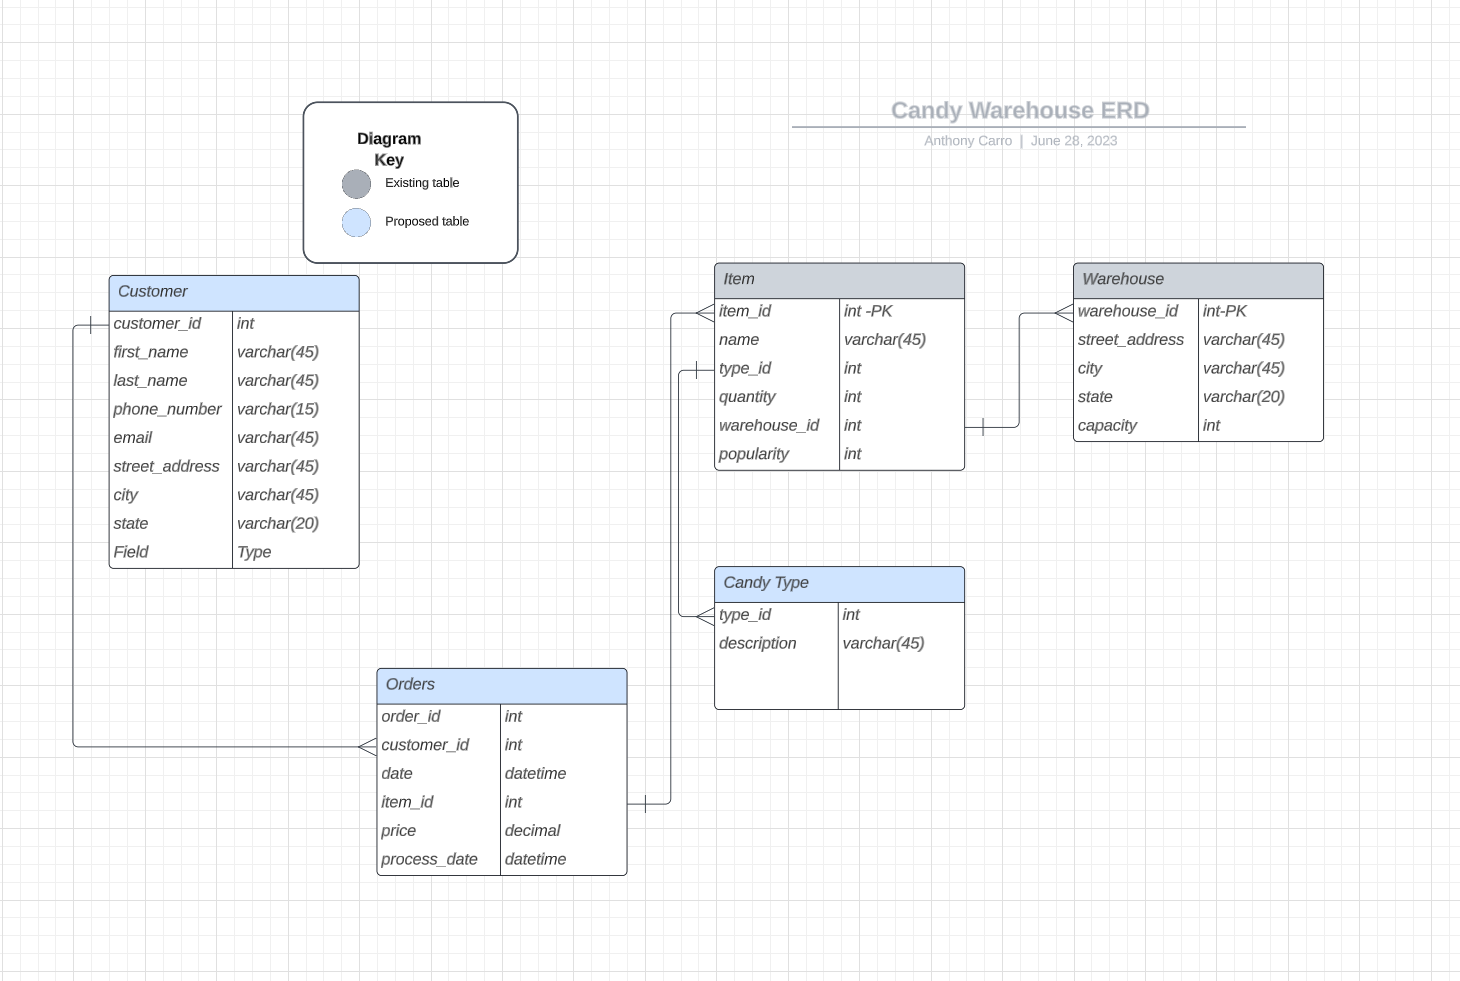 Candy Warehouse ERD
Anthony Carro | June 28, 2023
Diagram
Key
Existing table
Proposed table
Customer
customer_id int
first_name varchar(45)
last_name varchar(45)
phone_number varchar(15)
email varchar(45)
street_address varchar(45)
city varchar(45)
state varchar(20)
Field Type
Item
item_id int -PK
name varchar(45)
type_id int
quantity int
warehouse_id int
popularity int
Warehouse
warehouse_id int-PK
street_address varchar(45)
city varchar(45)
state varchar(20)
capacity int
Candy Type
type_id int
description varchar(45)
Orders
order_id int
customer_id int
date datetime
item_id int
price decimal
process_date datetime